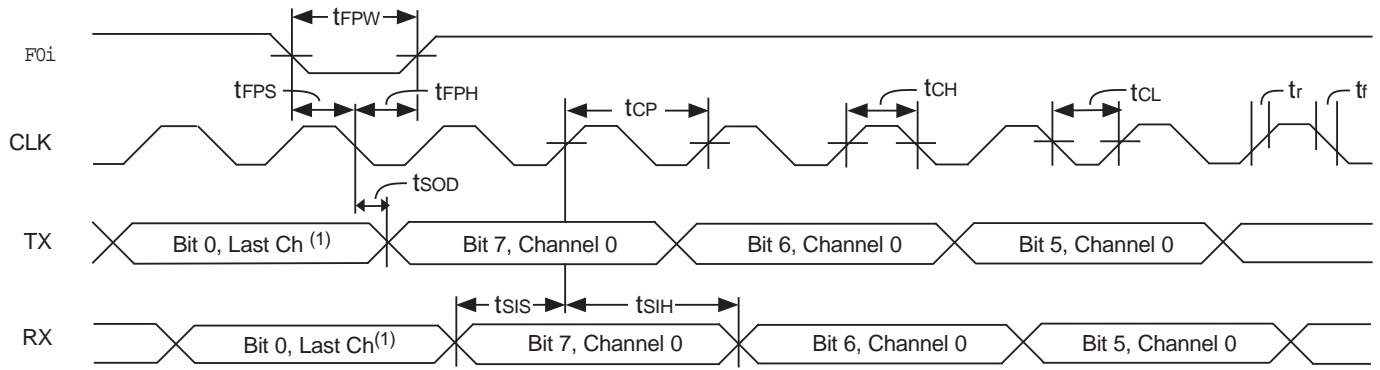 tFPW
F0i
tFPS
tFPH
tCP
tCH
tCL
tr
tf
CLK
tSOD
TX
Bit 0, Last Ch (1)
Bit 7, Channel 0
Bit 6, Channel 0
Bit 5, Channel 0
tSIS
tSIH
RX
Bit 0, Last Ch(1)
Bit 7, Channel 0
Bit 6, Channel 0
Bit 5, Channel 0